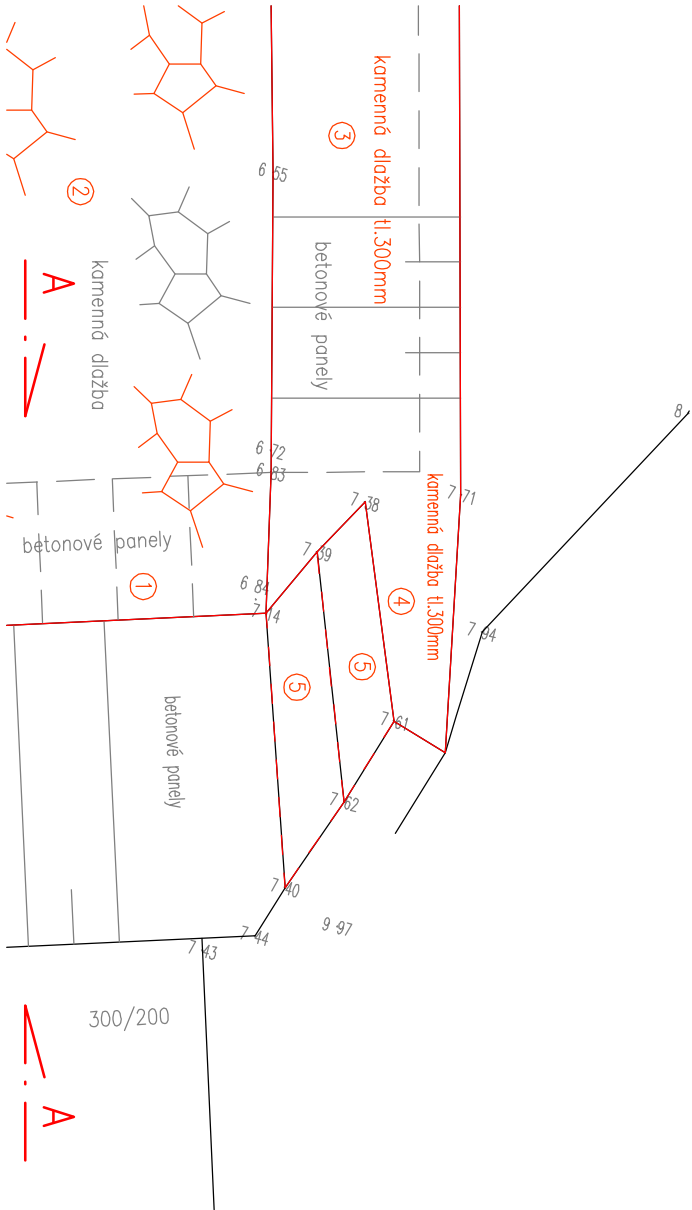 kamenná dlažba tl.300mm
3
6 55
2
betonové panely
A
kamenná dlažba
8
6 72
6 83
7 71
kamenná dlažba tl.300mm
7 38
betonové panely
7 39
1
6 84
7 14
4
7 94
5
5
7 61
betonové panely
7 62
7 40
9 97
7 44
7 43
300/200
A